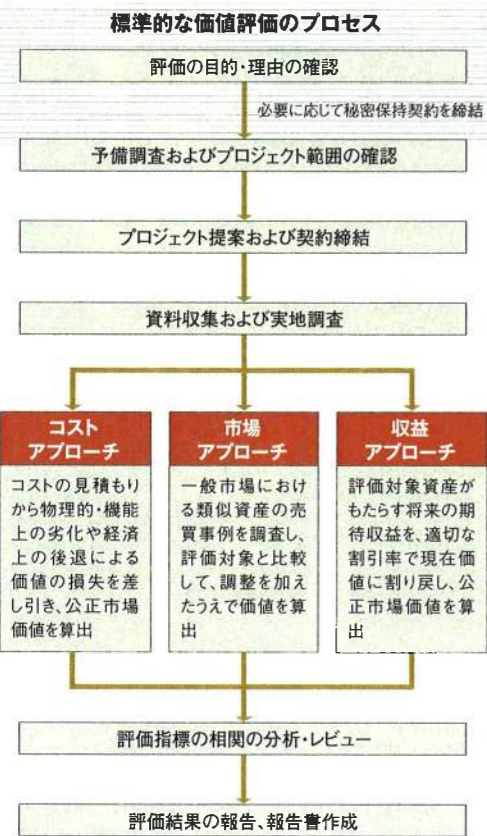 標準的な価値評価のプロセス
評価の目的・理由の確認
必要に応じて秘密保持契約を締結
予備調査およびプロジェクト範囲の確認
プロジェクト提案および契約締結
資料収集および実地調査
コスト
アプローチ
コストの見積もり
から物理的・機能
上の劣化や経済
上の後退による
価値の損失を差
し引き、公正市場
価値を算出
市場
アプローチ
一般市場におけ
る類似資産の売
買事例を調査し、
評価対象と比較
して、調整を加え
たうえで価値を算
出
収益
アプローチ
評価対象資産が
もたらす将来の期
待収益を、適切な
割引率で現在価
値に割り戻し、公
正市場価値を算
出
評価指標の相関の分析・レビュー
評価結果の報告、報告書作成